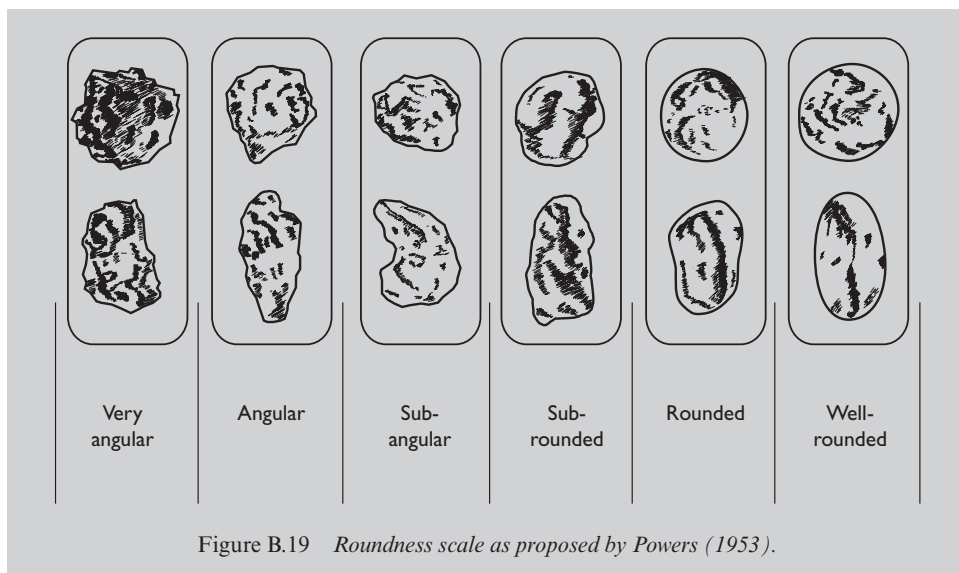 Very
angular
Angular
Sub-
angular
Sub-
rounded
Rounded
Well-
rounded
Figure B.19 Roundness scale as proposed by Powers (1953).